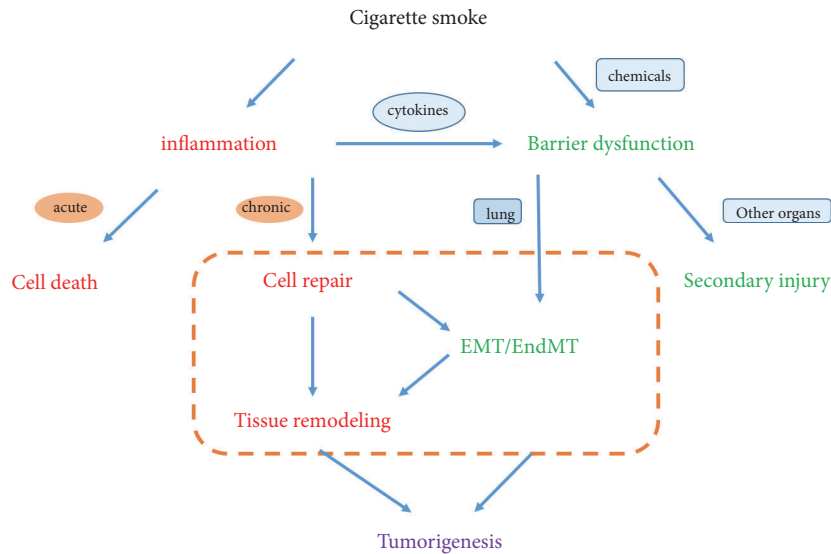 Cigarette smoke
chemicals
cytokines
inflammation
Barrier dysfunction
acute
chronic
lung
Other organs
Cell death
Cell repair
Secondary injury
EMT/EndMT
Tissue remodeling
Tumorigenesis